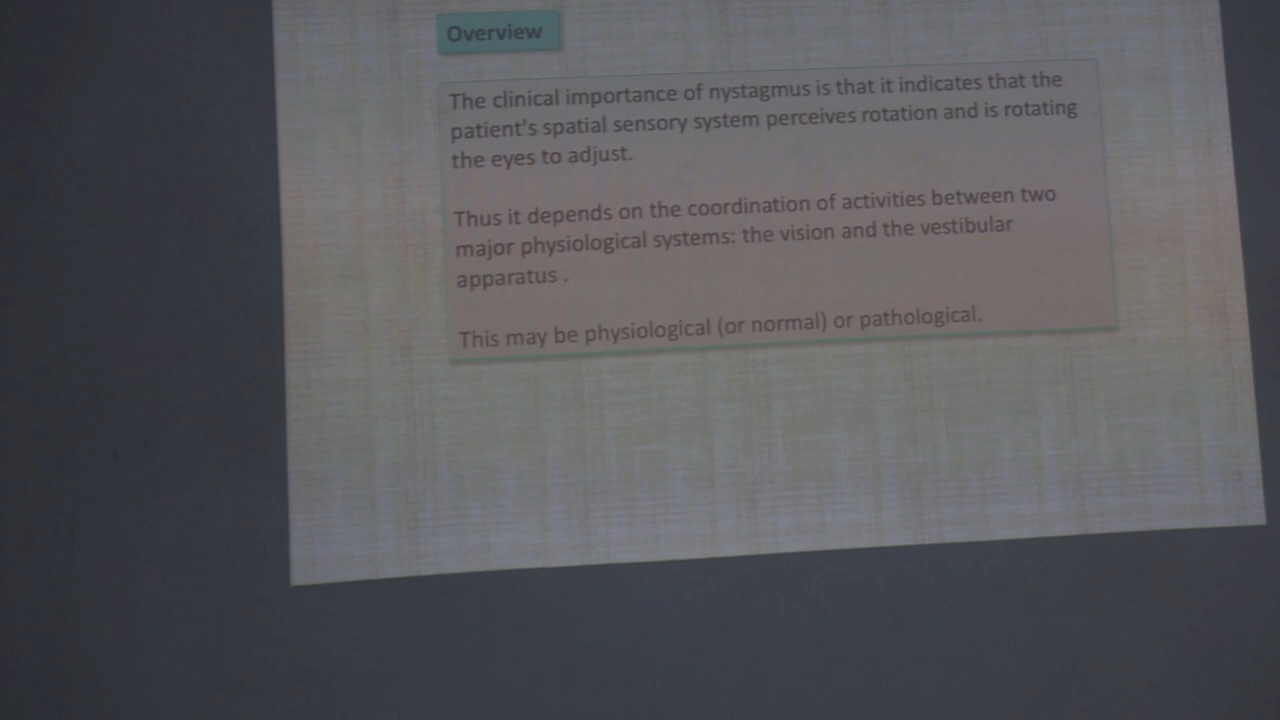 Overview
The clinical importance of nystagmus is that it indicates that the
patient's spatial sensory system perceives rotation and is rotating
the eyes to adjust.
Thus it depends on the coordination of activities between two
major physiological systems: the vision and the vestibular
apparatus .
This may be physiological (or normal) or pathological.